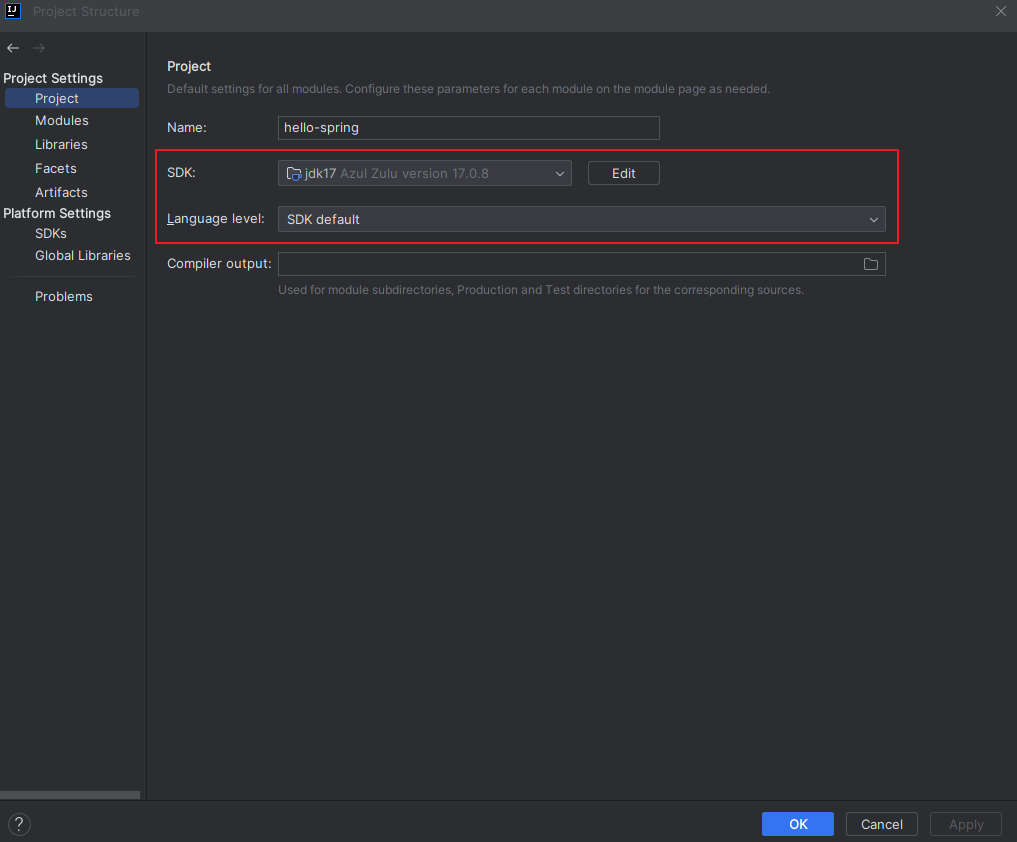 IJ
Project Structure
Project Settings
Project
Modules
Libraries
Facets
Artifacts
Platform Settings
SDKs
Global Libraries
Problems
Project
Default settings for all modules. Configure these parameters for each module on the module page as needed.
Name: hello-spring
SDK: jdk17 Azul Zulu version 17.0.8 Edit
Language level: SDK default
Compiler output:
Used for module subdirectories, Production and Test directories for the corresponding sources.
? OK Cancel Apply